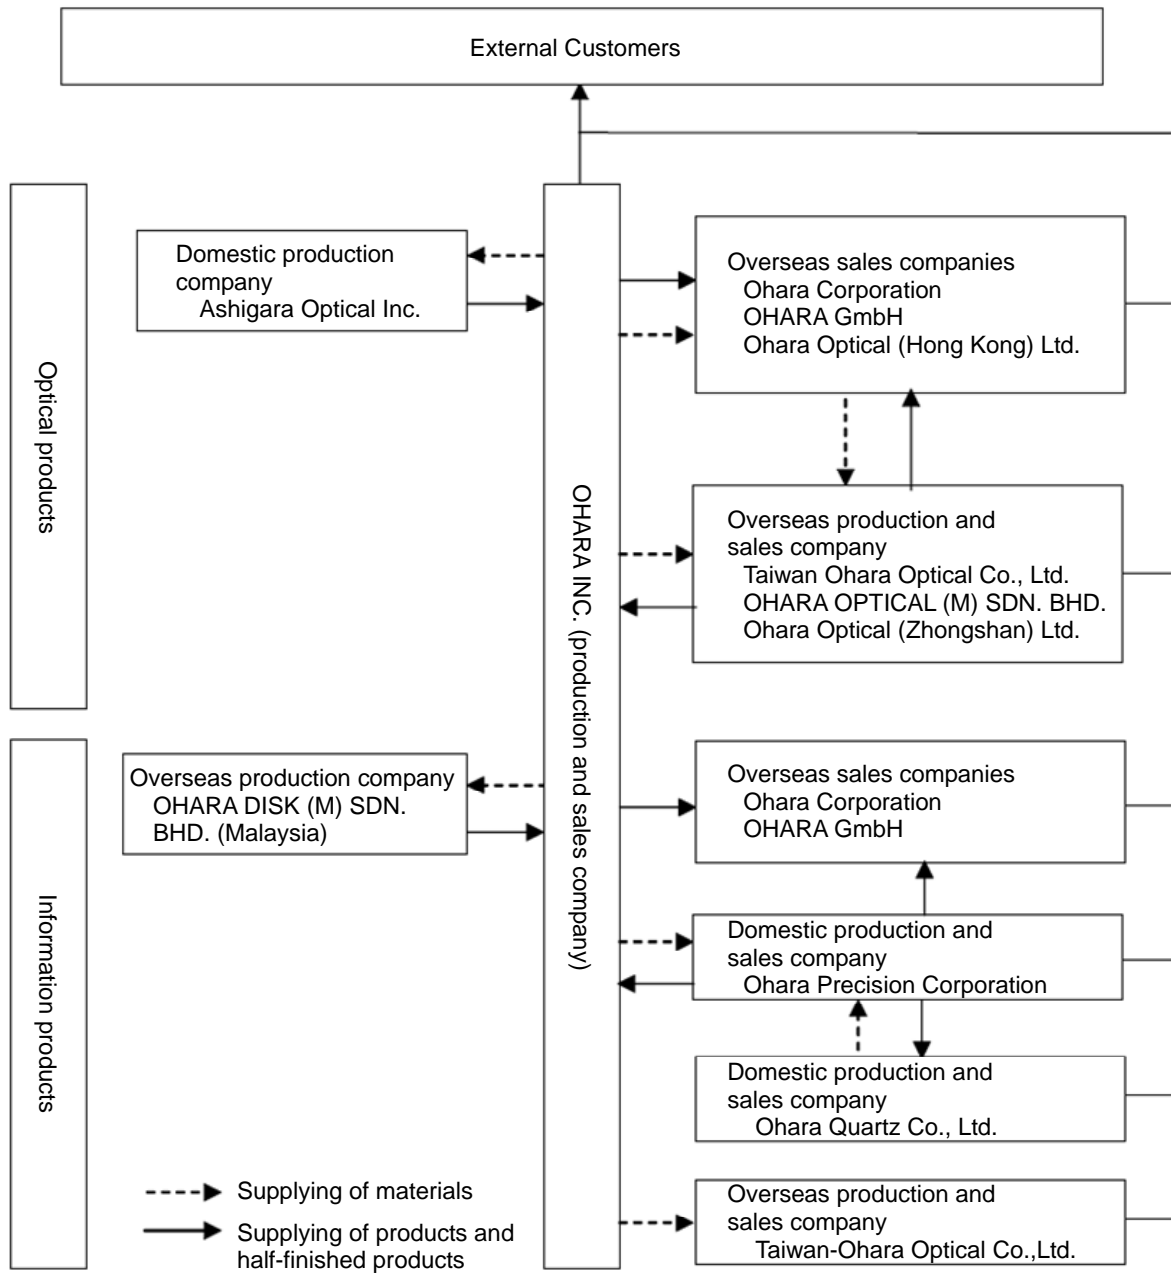 External Customers
Optical products
Domestic production
company
Ashigara Optical Inc.
OHARA INC. (production and sales company)
Overseas sales companies
Ohara Corporation
OHARA GmbH
Ohara Optical (Hong Kong) Ltd.
Overseas production and
sales company
Taiwan Ohara Optical Co., Ltd.
OHARA OPTICAL (M) SDN. BHD.
Ohara Optical (Zhongshan) Ltd.
Information products
Overseas production company
OHARA DISK (M) SDN.
BHD. (Malaysia)
Overseas sales companies
Ohara Corporation
OHARA GmbH
Domestic production and
sales company
Ohara Precision Corporation
Domestic production and
sales company
Ohara Quartz Co., Ltd.
Overseas production and
sales company
Taiwan-Ohara Optical Co.,Ltd.
Supplying of materials
Supplying of products and
half-finished products